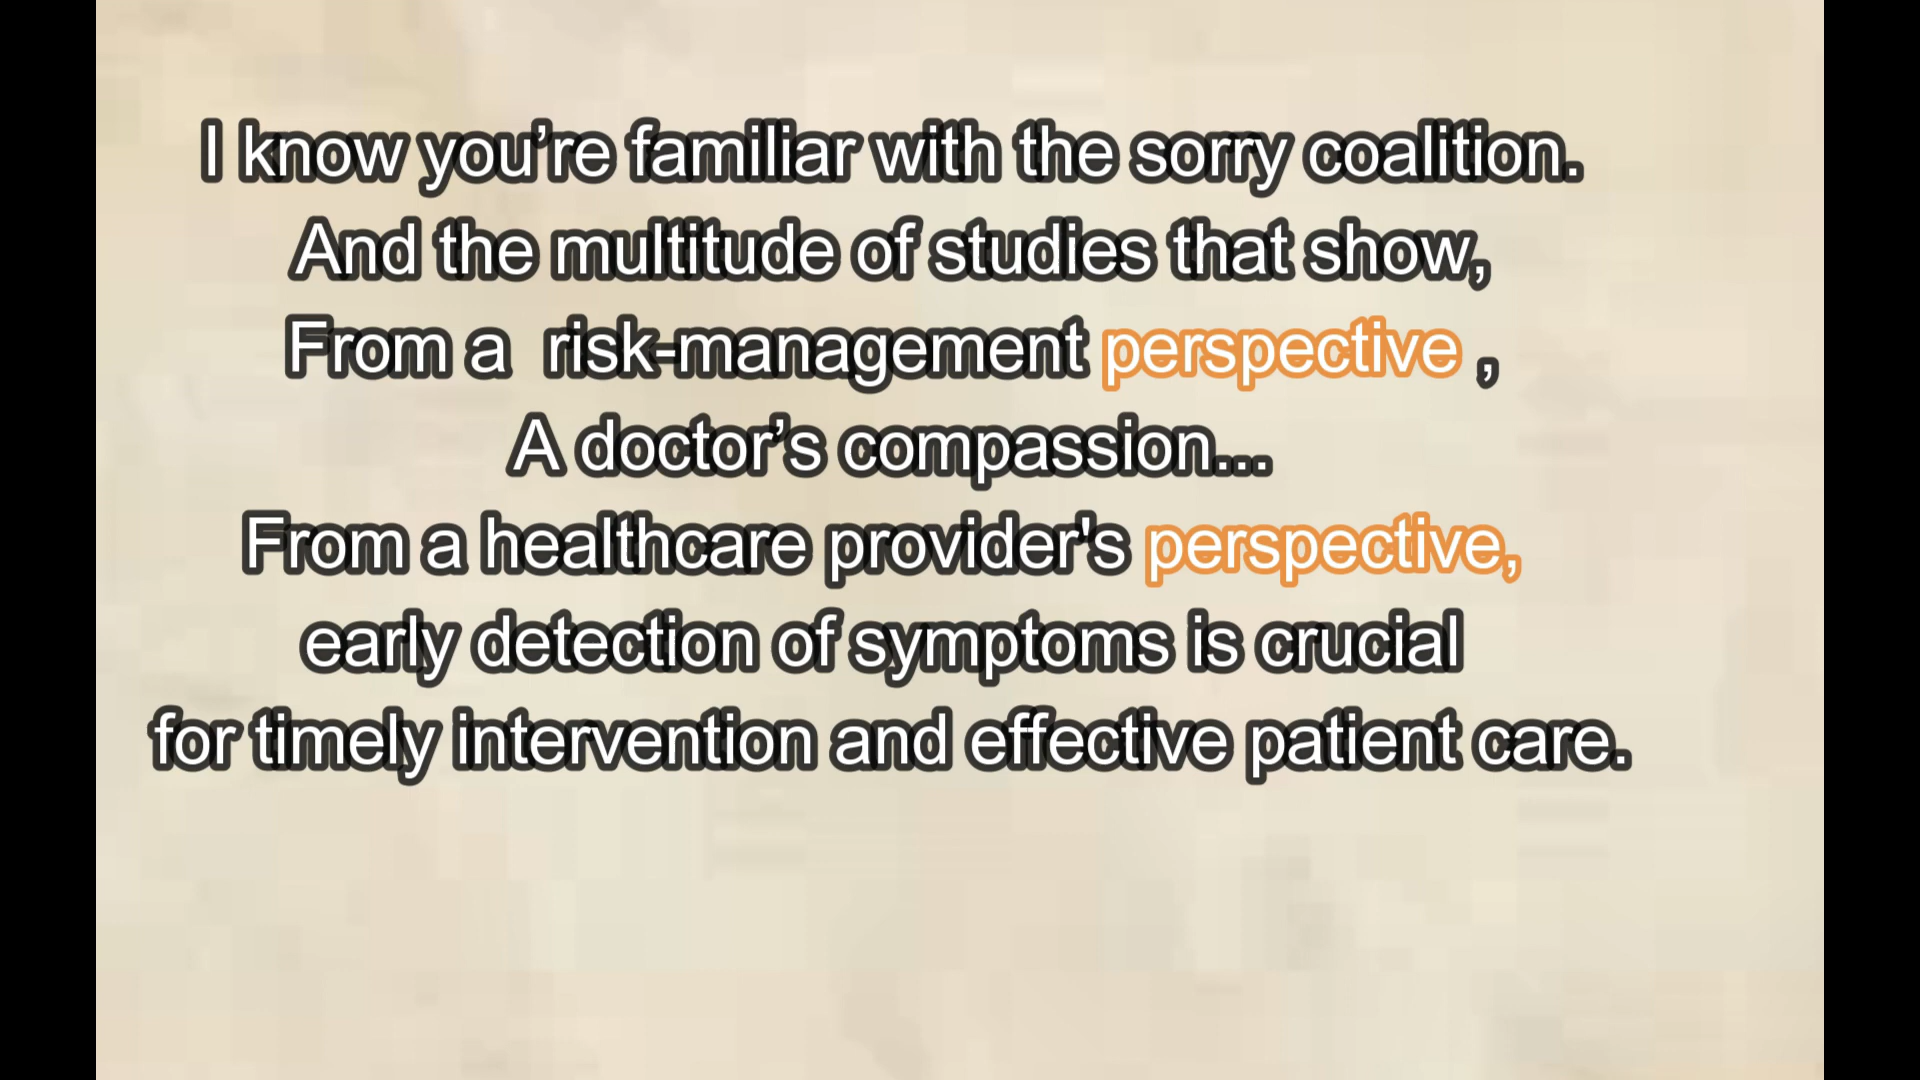 I know you’re familiar with the sorry coalition.
And the multitude of studies that show,
From a  risk-management perspective ,
A doctor’s compassion...
From a healthcare provider's perspective,
early detection of symptoms is crucial
for timely intervention and effective patient care.